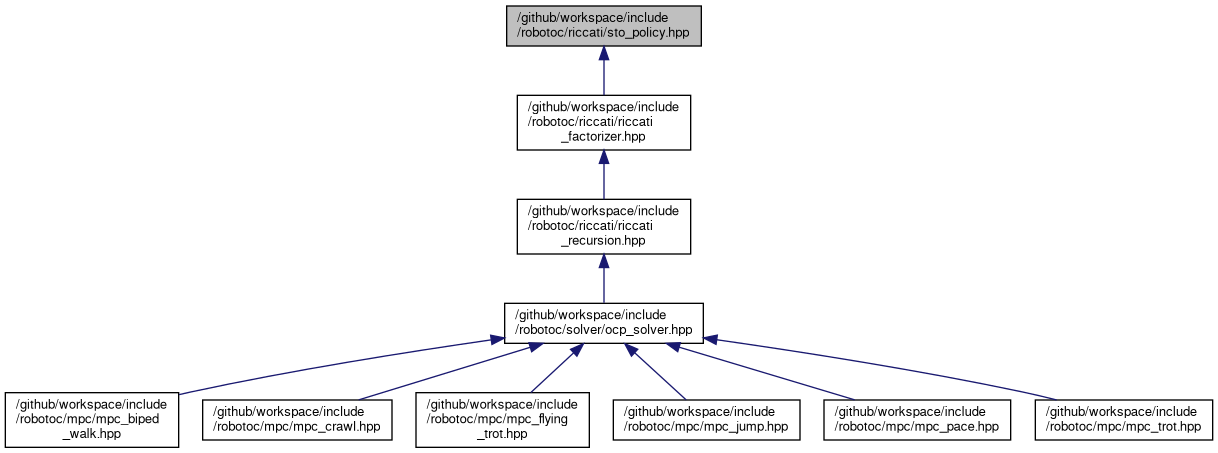 /github/workspace/include
/robotoc/riccati/sto_policy.hpp
/github/workspace/include
/robotoc/riccati/riccati
_factorizer.hpp
/github/workspace/include
/robotoc/riccati/riccati
_recursion.hpp
/github/workspace/include
/robotoc/solver/ocp_solver.hpp
/github/workspace/include
/robotoc/mpc/mpc_biped
_walk.hpp
/github/workspace/include
/robotoc/mpc/mpc_crawl.hpp
/github/workspace/include
/robotoc/mpc/mpc_flying
_trot.hpp
/github/workspace/include
/robotoc/mpc/mpc_jump.hpp
/github/workspace/include
/robotoc/mpc/mpc_pace.hpp
/github/workspace/include
/robotoc/mpc/mpc_trot.hpp